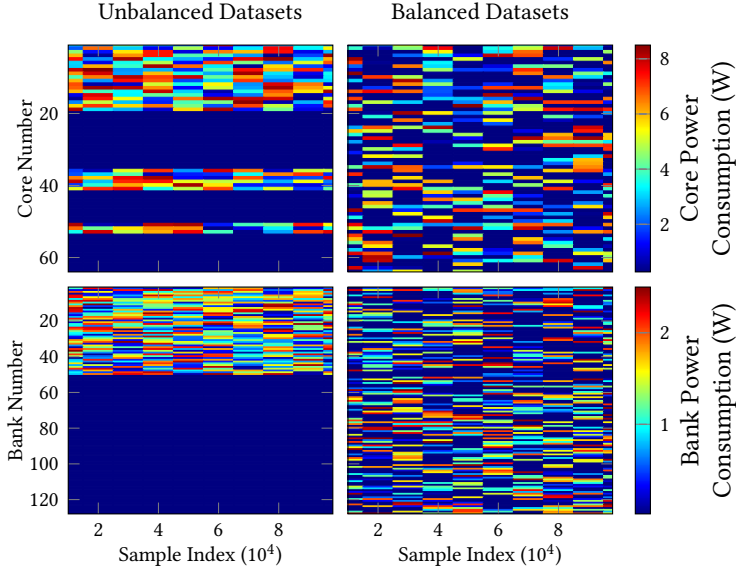 Unbalanced Datasets
Balanced Datasets
20
40
60
Core Number
2
4
6
8
Core Power
Consumption (W)
20
40
60
80
100
120
Bank Number
2
4
6
8
Sample Index (10⁴)
2
4
6
8
Sample Index (10⁴)
1
2
Bank Power
Consumption (W)